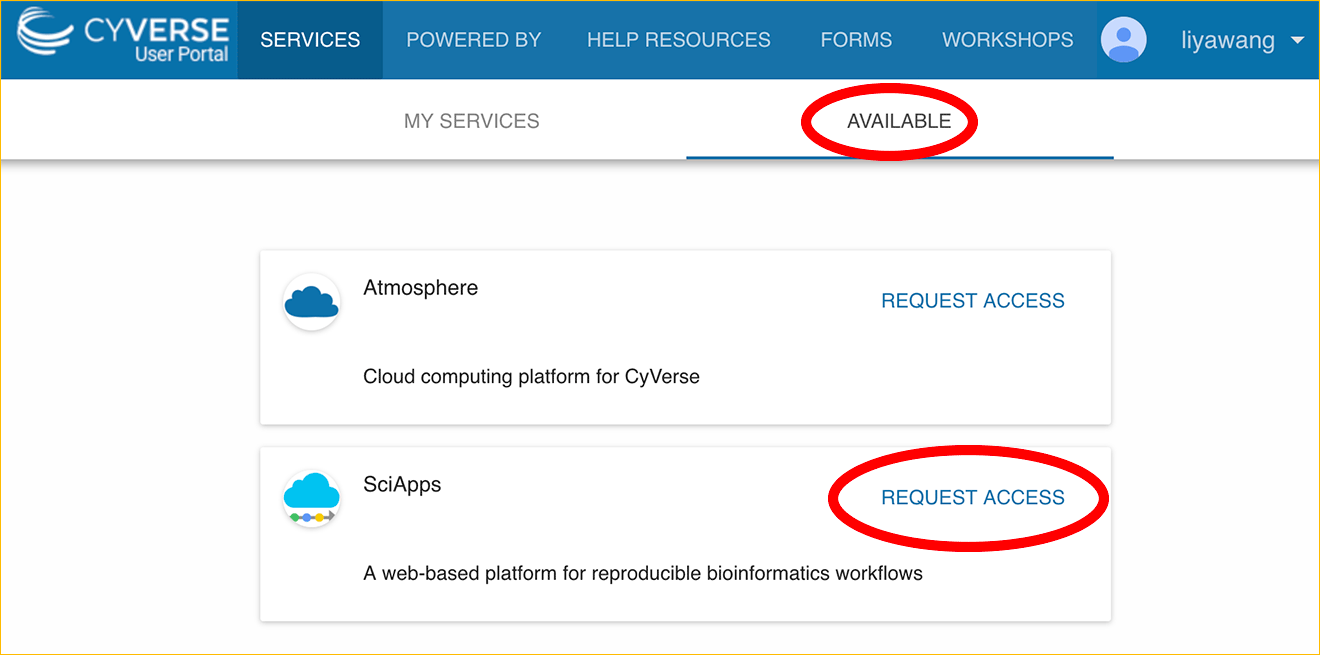 CYVERSE
User Portal
SERVICES
POWERED BY
HELP RESOURCES
FORMS
WORKSHOPS
liyawang
MY SERVICES
AVAILABLE
Atmosphere
REQUEST ACCESS
Cloud computing platform for CyVerse
SciApps
REQUEST ACCESS
A web-based platform for reproducible bioinformatics workflows